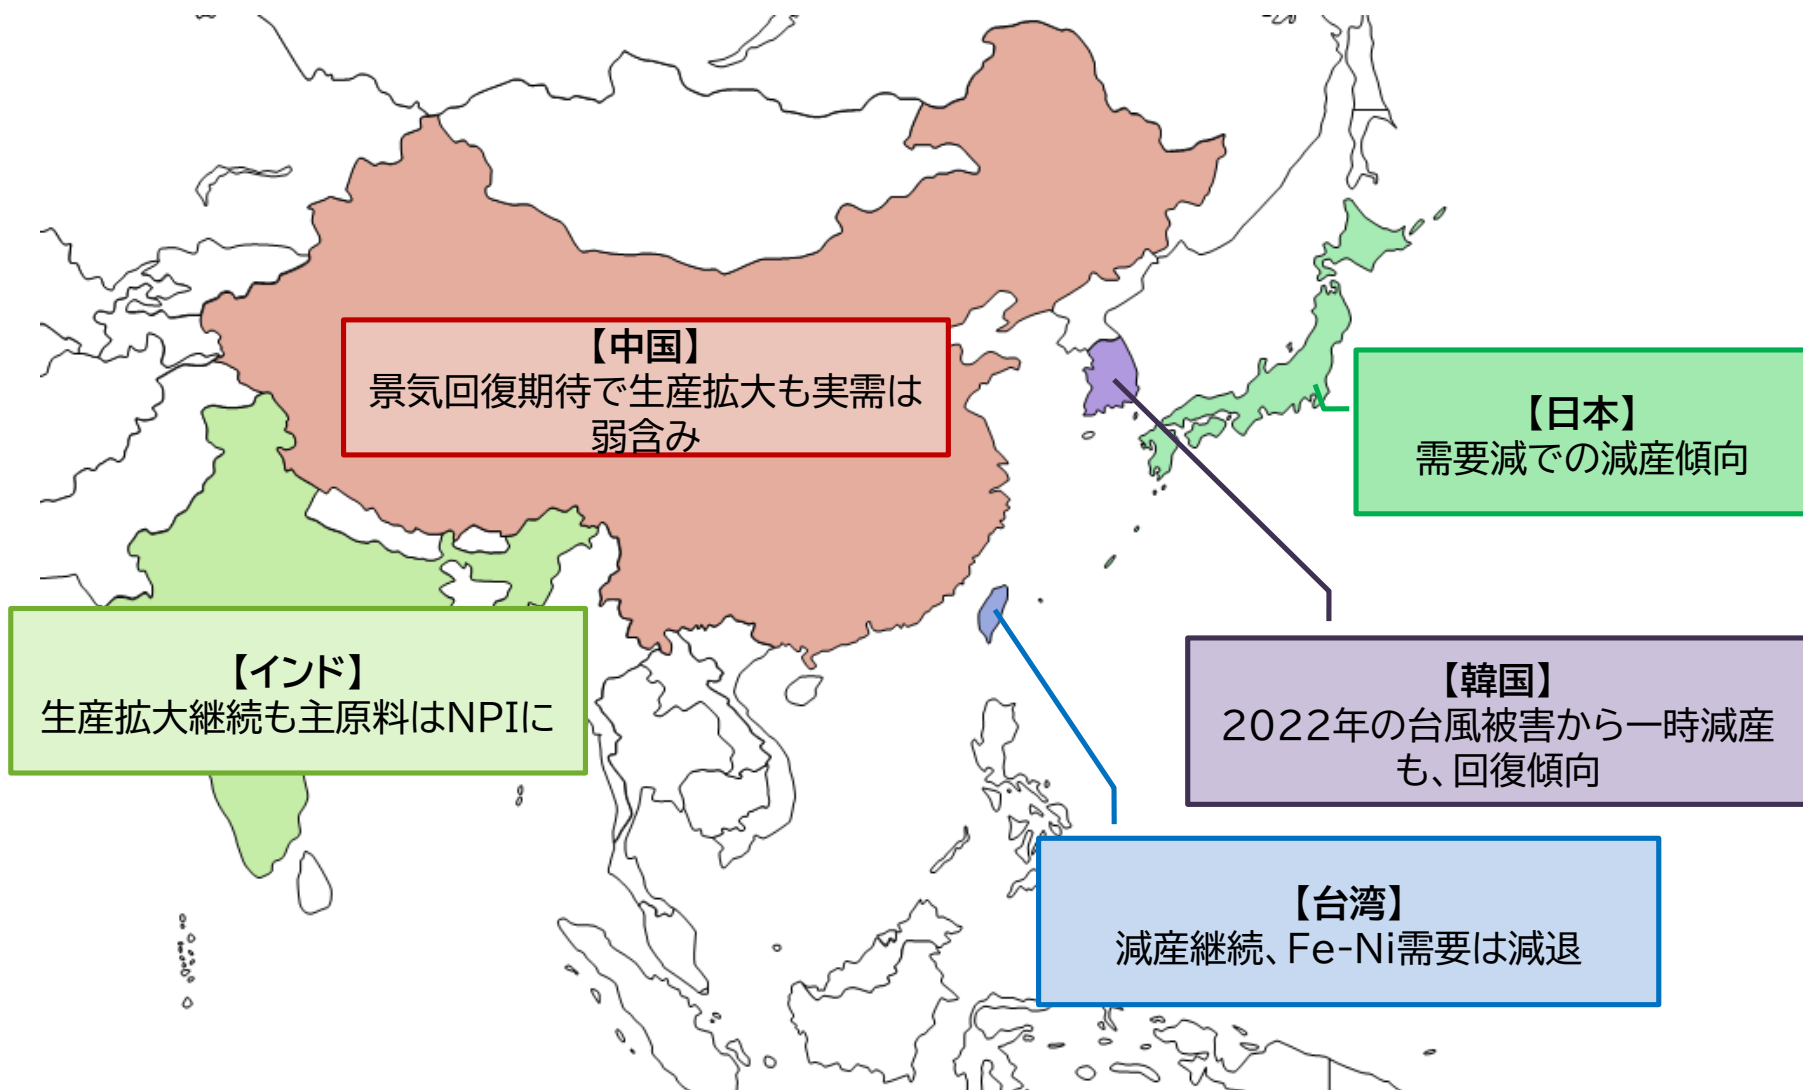 【中国】
景気回復期待で生産拡大も実需は
弱含み
【日本】
需要減での減産傾向
【インド】
生産拡大継続も主原料はNPIに
【韓国】
2022年の台風被害から一時減産
も、回復傾向
【台湾】
減産継続、Fe-Ni需要は減退